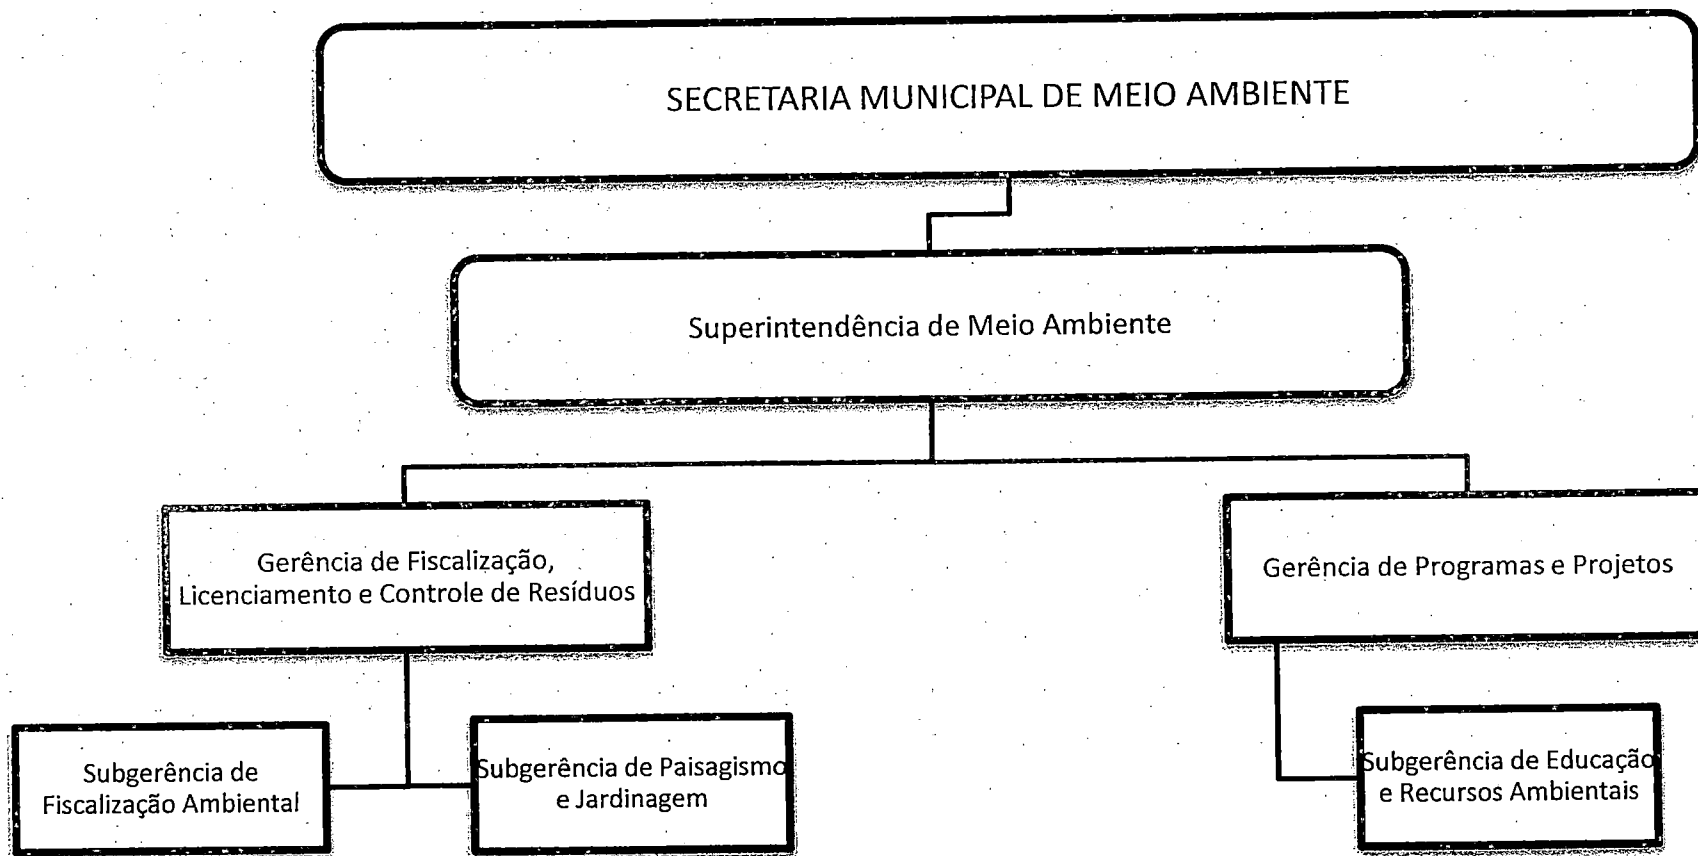 SECRETARIA MUNICIPAL DE MEIO AMBIENTE
Superintendência de Meio Ambiente
Gerência de Fiscalização,
Licenciamento e Controle de Resíduos
Gerência de Programas e Projetos
Subgerência de
Fiscalização Ambiental
Subgerência de Paisagismo
e Jardinagem
Subgerência de Educação
e Recursos Ambientais